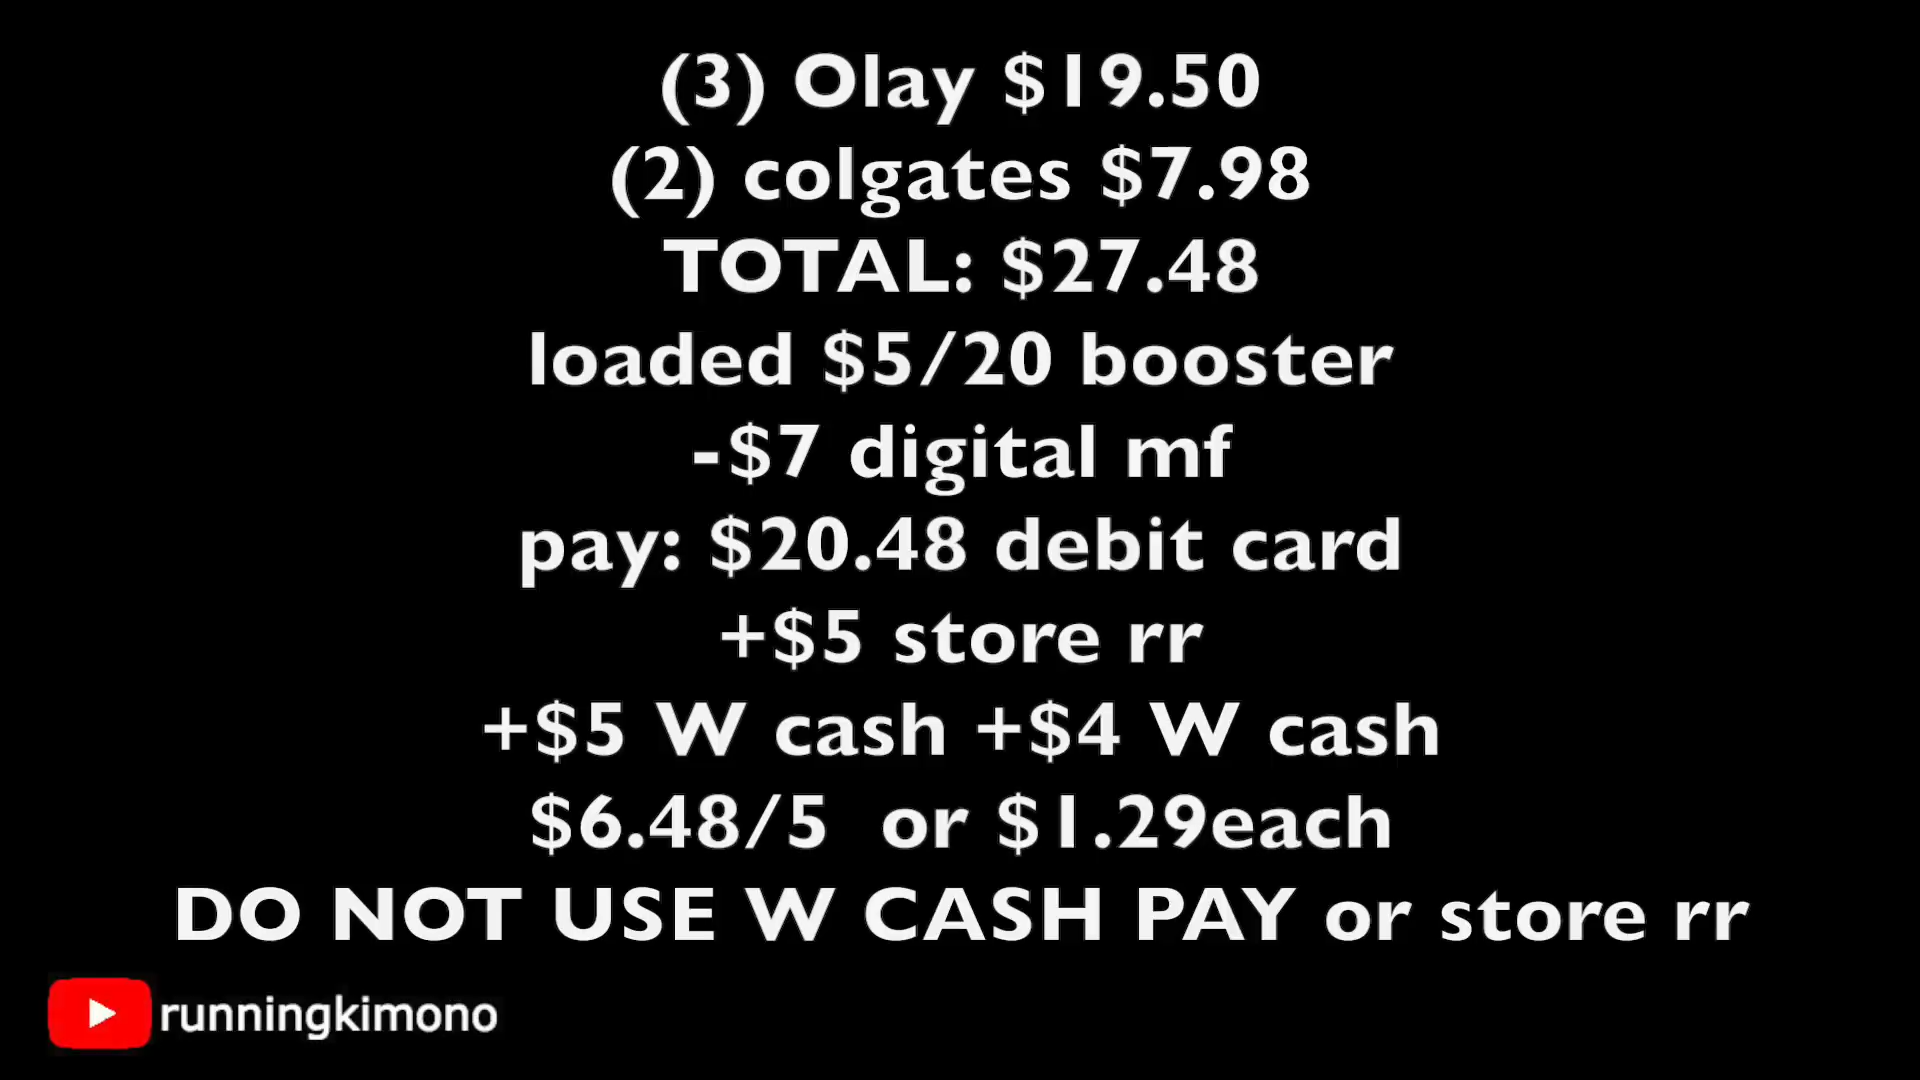 (3) Olay $19.50
(2) colgates $7.98
TOTAL: $27.48
loaded $5/20 booster
-$7 digital mf
pay: $20.48 debit card
+$5 store rr
+$5 W cash +$4 W cash
$6.48/5 or $1.29each
DO NOT USE W CASH PAY or store rr
runningkimono